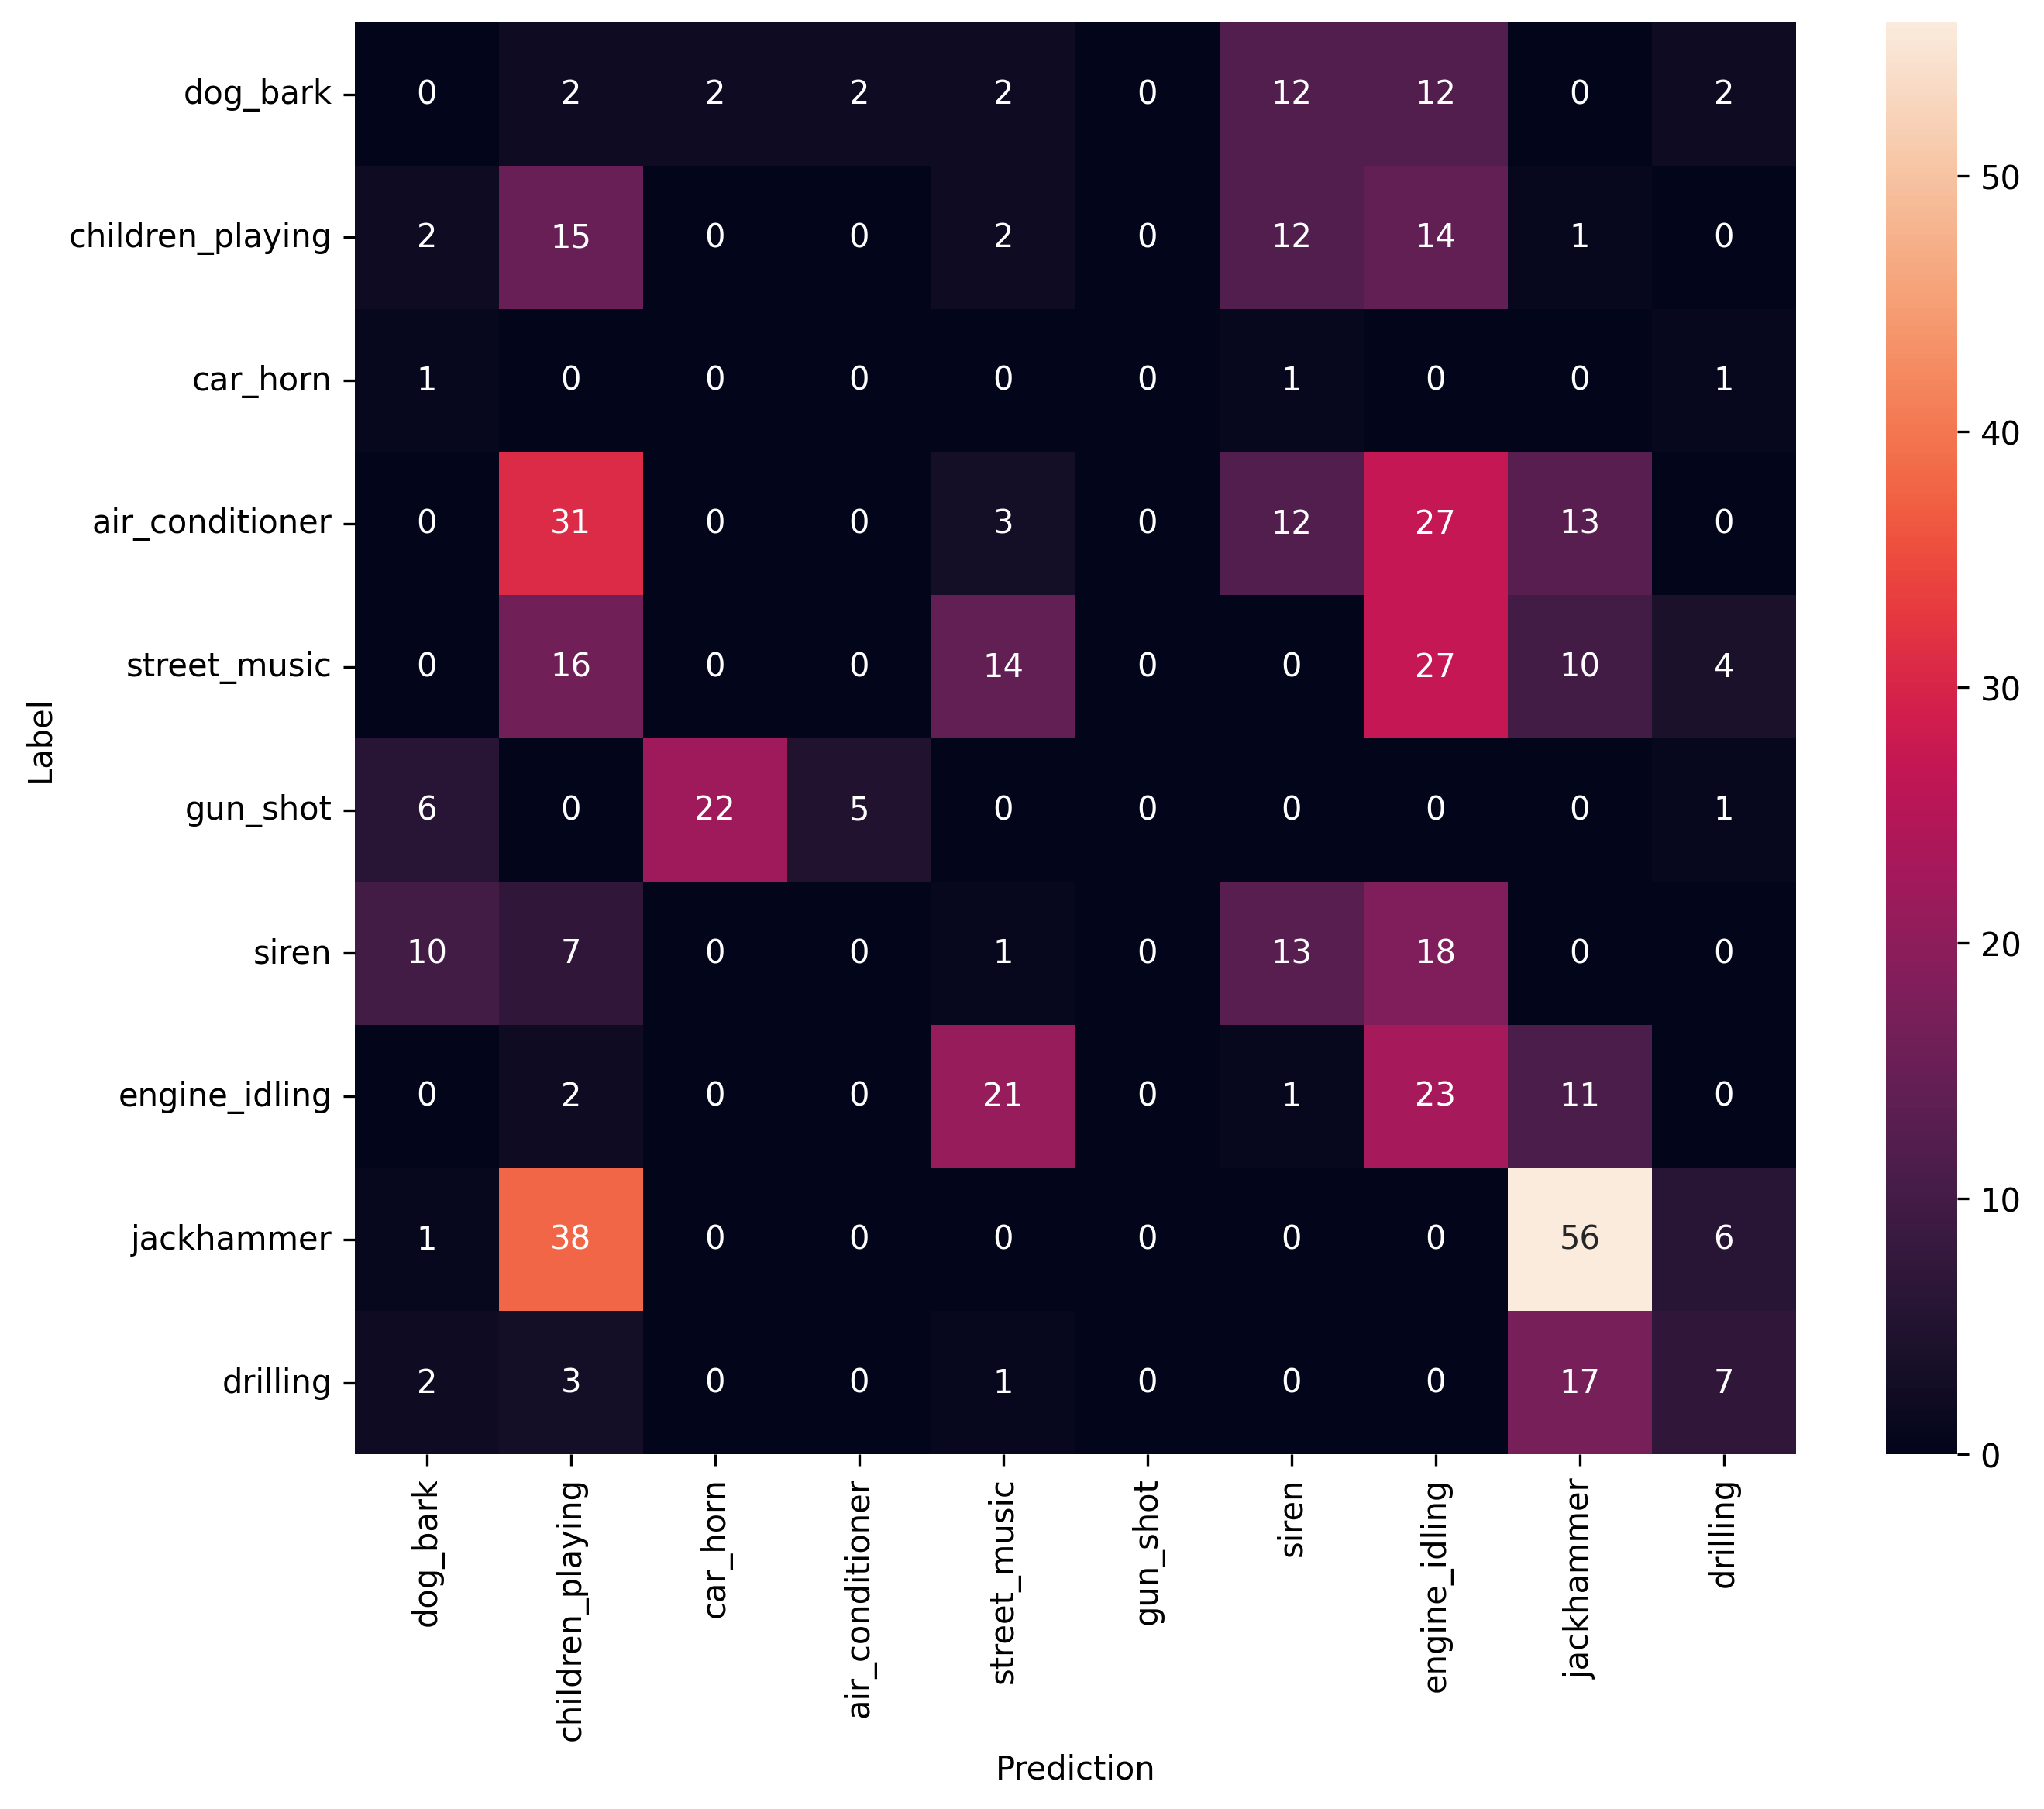 dog_bark 0 2 2 2 2 0 12 12 0 2
children_playing 2 15 0 0 2 0 12 14 1 0
car_horn 1 0 0 0 0 0 1 0 0 1
air_conditioner 0 31 0 0 3 0 12 27 13 0
street_music 0 16 0 0 14 0 0 27 10 4
gun_shot 6 0 22 5 0 0 0 0 0 1
siren 10 7 0 0 1 0 13 18 0 0
engine_idling 0 2 0 0 21 0 1 23 11 0
jackhammer 1 38 0 0 0 0 0 0 56 6
drilling 2 3 0 0 1 0 0 0 17 7
Label
dog_bark
children_playing
car_horn
air_conditioner
street_music
gun_shot
siren
engine_idling
jackhammer
drilling
Prediction
50
40
30
20
10
0